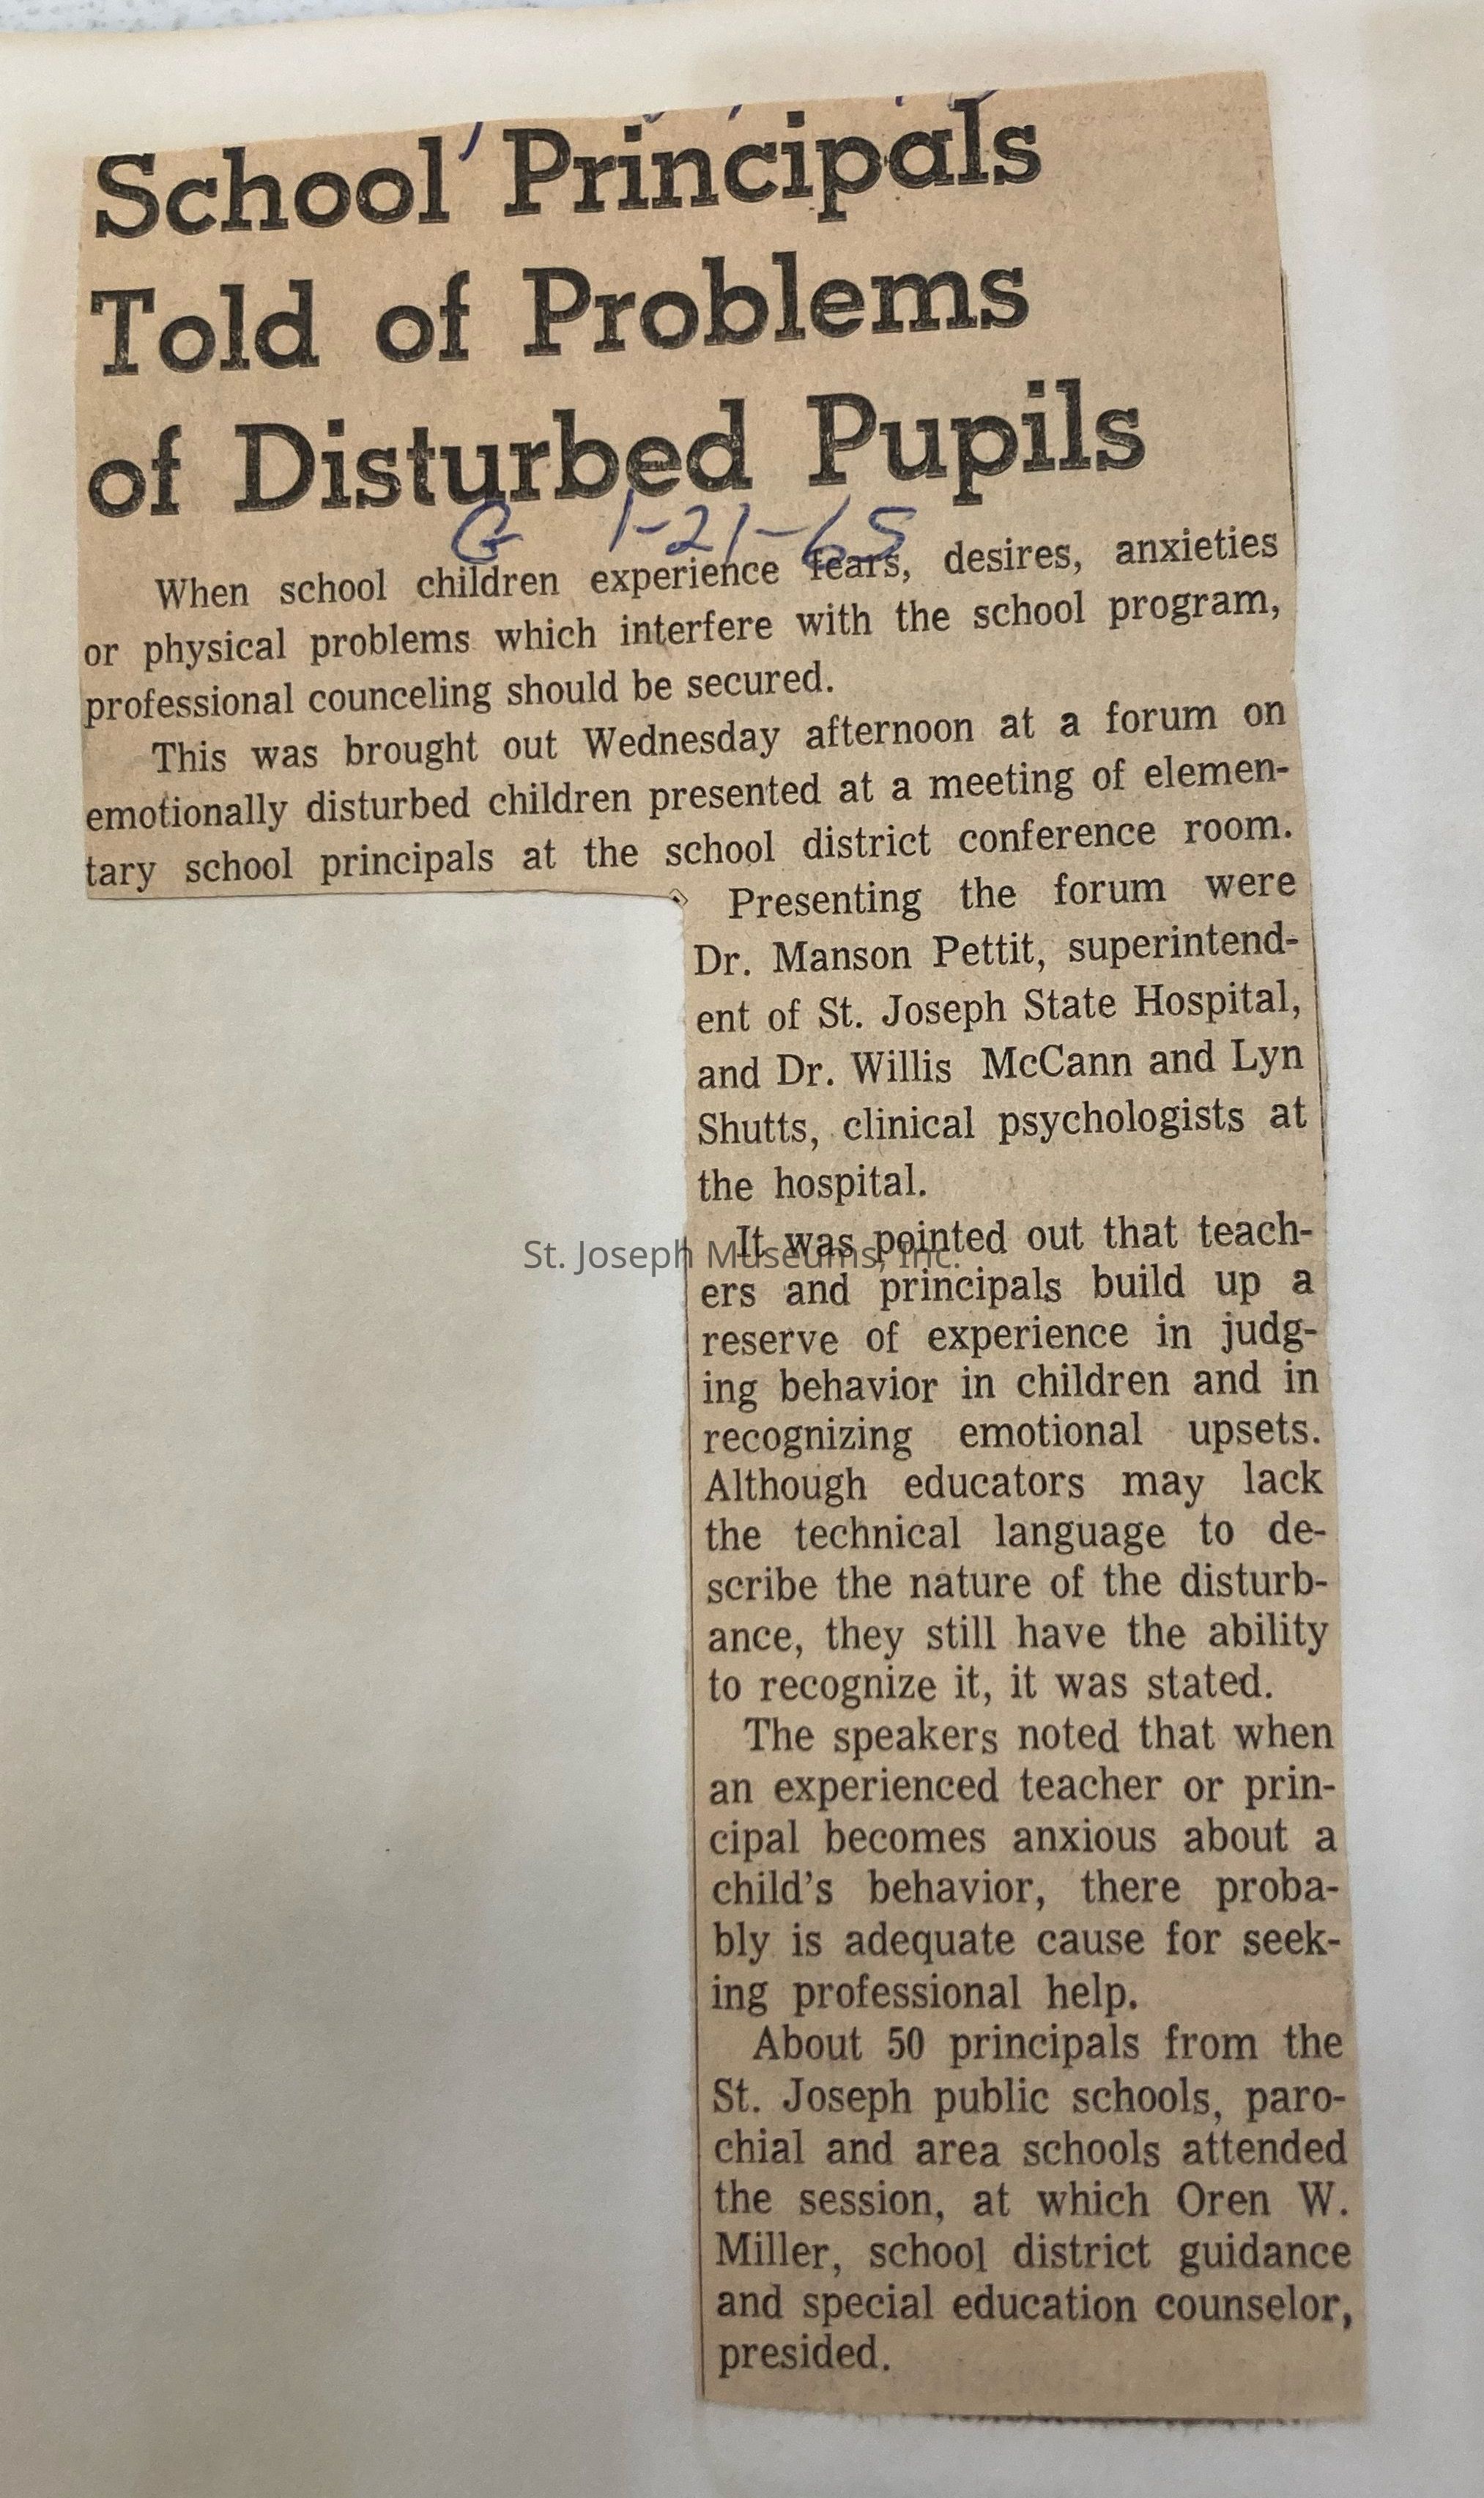 School Principals
Told of Problems
of Disturbed Pupils
G 1-21-65
When school children experience fears, desires, anxieties
or physical problems which interfere with the school program,
professional counceling should be secured.
This was brought out Wednesday afternoon at a forum on
emotionally disturbed children presented at a meeting of elemen-
tary school principals at the school district conference room.
Presenting the forum were
Dr. Manson Pettit, superintend-
ent of St. Joseph State Hospital,
and Dr. Willis McCann and Lyn
Shutts, clinical psychologists at
the hospital.
It was pointed out that teach-
St. Joseph Museums, Inc.
ers and principals build up a
reserve of experience in judg-
ing behavior in children and in
recognizing emotional upsets.
Although educators may lack
the technical language to de-
scribe the nature of the disturb-
ance, they still have the ability
to recognize it, it was stated.
The speakers noted that when
an experienced teacher or prin-
cipal becomes anxious about a
child's behavior, there proba-
bly is adequate cause for seek-
ing professional help.
About 50 principals from the
St. Joseph public schools, paro-
chial and area schools attended
the session, at which Oren W.
Miller, school district guidance
and special education counselor,
presided.